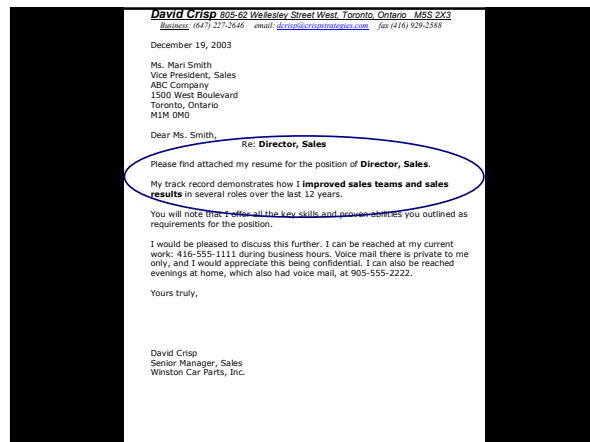 David Crisp 805-62 Wellesley Street West, Toronto, Ontario M5S 2X3
Business: (647) 227-2646 email: dcrisp@crispstrategies.com fax (416) 929-2588
December 19, 2003
Ms. Mari Smith
Vice President, Sales
ABC Company
1500 West Boulevard
Toronto, Ontario
M1M 0M0
Dear Ms. Smith,
Re: Director, Sales
Please find attached my resume for the position of Director, Sales.
My track record demonstrates how I improved sales teams and sales
results in several roles over the last 12 years.
You will note that I offer all the key skills and proven abilities you outlined as
requirements for the position.
I would be pleased to discuss this further. I can be reached at my current
work: 416-555-1111 during business hours. Voice mail there is private to me
only, and I would appreciate this being confidential. I can also be reached
evenings at home, which also had voice mail, at 905-555-2222.
Yours truly,
David Crisp
Senior Manager, Sales
Winston Car Parts, Inc.